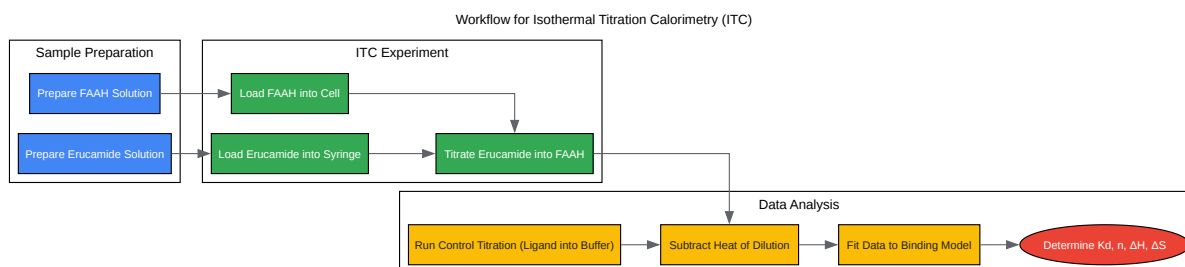 Workflow for Isothermal Titration Calorimetry (ITC)
Sample Preparation
Prepare FAAH Solution
Prepare Erucamide Solution
ITC Experiment
Load FAAH into Cell
Load Erucamide into Syringe
Titrate Erucamide into FAAH
Data Analysis
Run Control Titration (Ligand into Buffer)
Subtract Heat of Dilution
Fit Data to Binding Model
Determine Kd, n, ΔH, ΔS